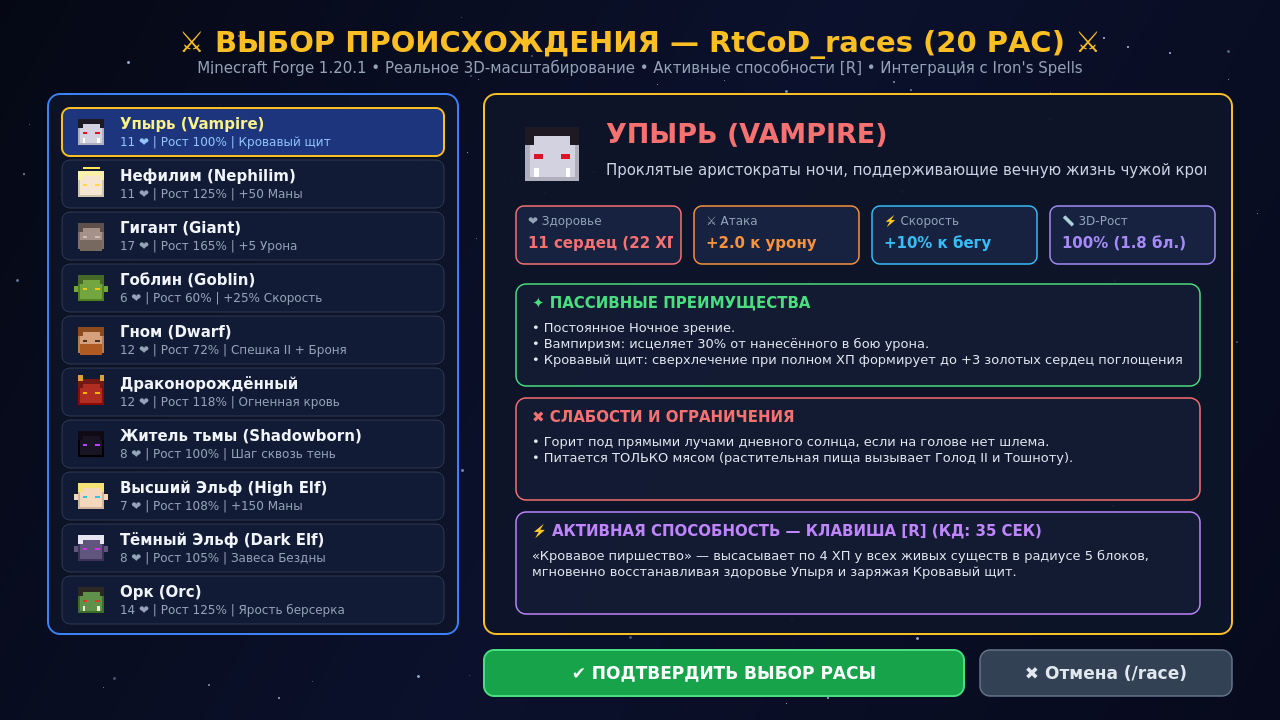 ⚔ ВЫБОР ПРОИСХОЖДЕНИЯ — RtCoD_races (20 РАС) ⚔
Minecraft Forge 1.20.1 • Реальное 3D-масштабирование • Активные способности [R] • Интеграция с Iron's Spells
Упырь (Vampire)
11 ❤ | Рост 100% | Кровавый щит
Нефилим (Nephilim)
11 ❤ | Рост 125% | +50 Маны
Гигант (Giant)
17 ❤ | Рост 165% | +5 Урона
Гоблин (Goblin)
6 ❤ | Рост 60% | +25% Скорость
Гном (Dwarf)
12 ❤ | Рост 72% | Спешка II + Броня
Драконорождённый
12 ❤ | Рост 118% | Огненная кровь
Житель тьмы (Shadowborn)
8 ❤ | Рост 100% | Шаг сквозь тень
Высший Эльф (High Elf)
7 ❤ | Рост 108% | +150 Маны
Тёмный Эльф (Dark Elf)
8 ❤ | Рост 105% | Завеса Бездны
Орк (Orc)
14 ❤ | Рост 125% | Ярость берсерка
УПЫРЬ (VAMPIRE)
Проклятые аристократы ночи, поддерживающие вечную жизнь чужой кро
❤ Здоровье
11 сердец (22 ХП
⚔ Атака
+2.0 к урону
⚡ Скорость
+10% к бегу
📏 3D-Рост
100% (1.8 бл.)
✦ ПАССИВНЫЕ ПРЕИМУЩЕСТВА
• Постоянное Ночное зрение.
• Вампиризм: исцеляет 30% от нанесённого в бою урона.
• Кровавый щит: сверхлечение при полном ХП формирует до +3 золотых сердец поглощения
✖ СЛАБОСТИ И ОГРАНИЧЕНИЯ
• Горит под прямыми лучами дневного солнца, если на голове нет шлема.
• Питается ТОЛЬКО мясом (растительная пища вызывает Голод II и Тошноту).
⚡ АКТИВНАЯ СПОСОБНОСТЬ — КЛАВИША [R] (КД: 35 СЕК)
«Кровавое пиршество» — высасывает по 4 ХП у всех живых существ в радиусе 5 блоков,
мгновенно восстанавливая здоровье Упыря и заряжая Кровавый щит.
✔ ПОДТВЕРДИТЬ ВЫБОР РАСЫ
✖ Отмена (/race)